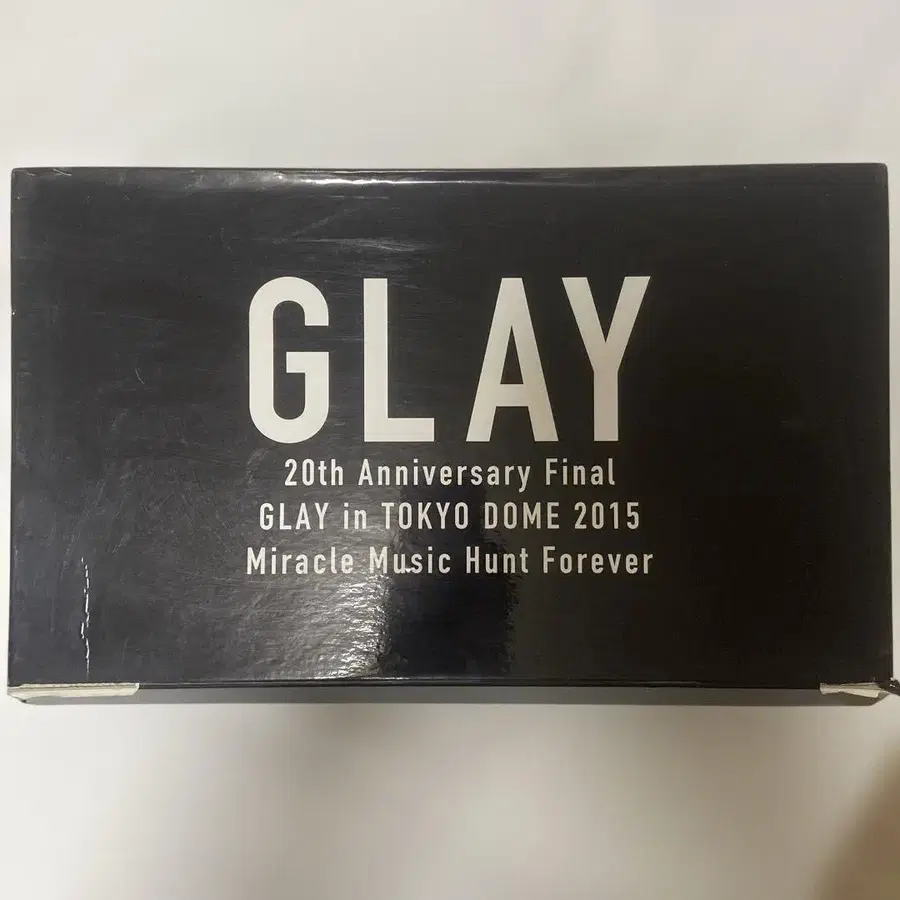 GLAY
20th Anniversary Final
GLAY in TOKYO DOME 2015
Miracle Music Hunt Forever